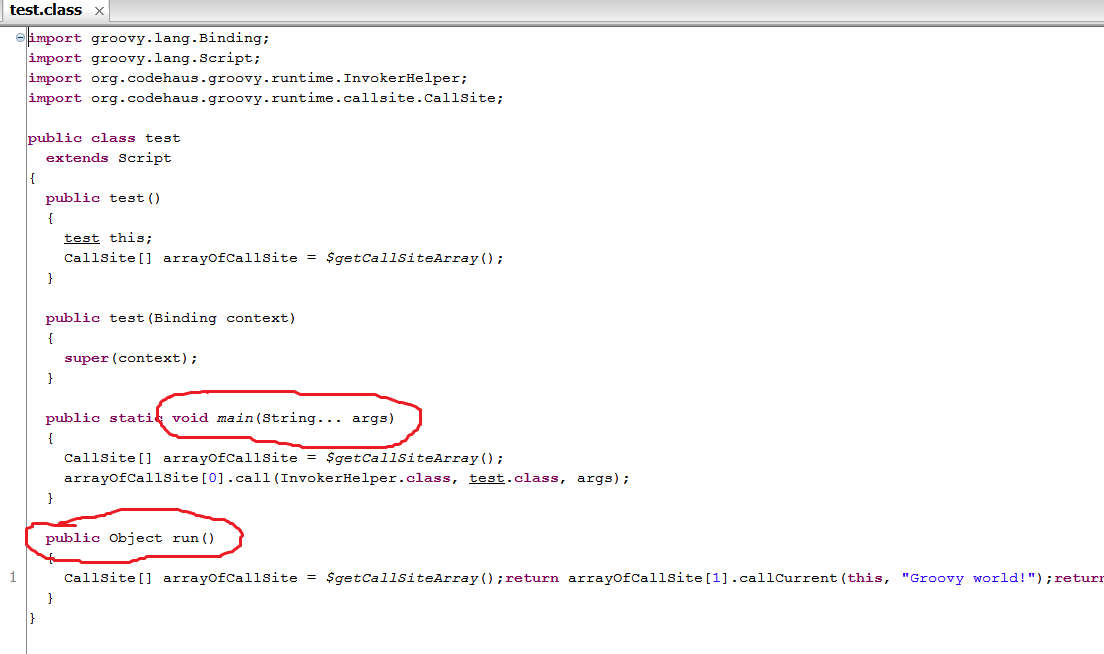 test.class
import groovy.lang.Binding;
import groovy.lang.Script;
import org.codehaus.groovy.runtime.InvokerHelper;
import org.codehaus.groovy.runtime.callsite.CallSite;
public class test
extends Script
{
public test()
{
test this;
CallSite[] arrayOfCallSite = $getCallSiteArray();
}
public test(Binding context)
{
super(context);
}
public static void main(String... args)
{
CallSite[] arrayOfCallSite = $getCallSiteArray();
arrayOfCallSite[0].call(InvokerHelper.class, test.class, args);
}
public Object run()
{
1 CallSite[] arrayOfCallSite = $getCallSiteArray();return arrayOfCallSite[1].callCurrent(this, "Groovy world!");return
}
}